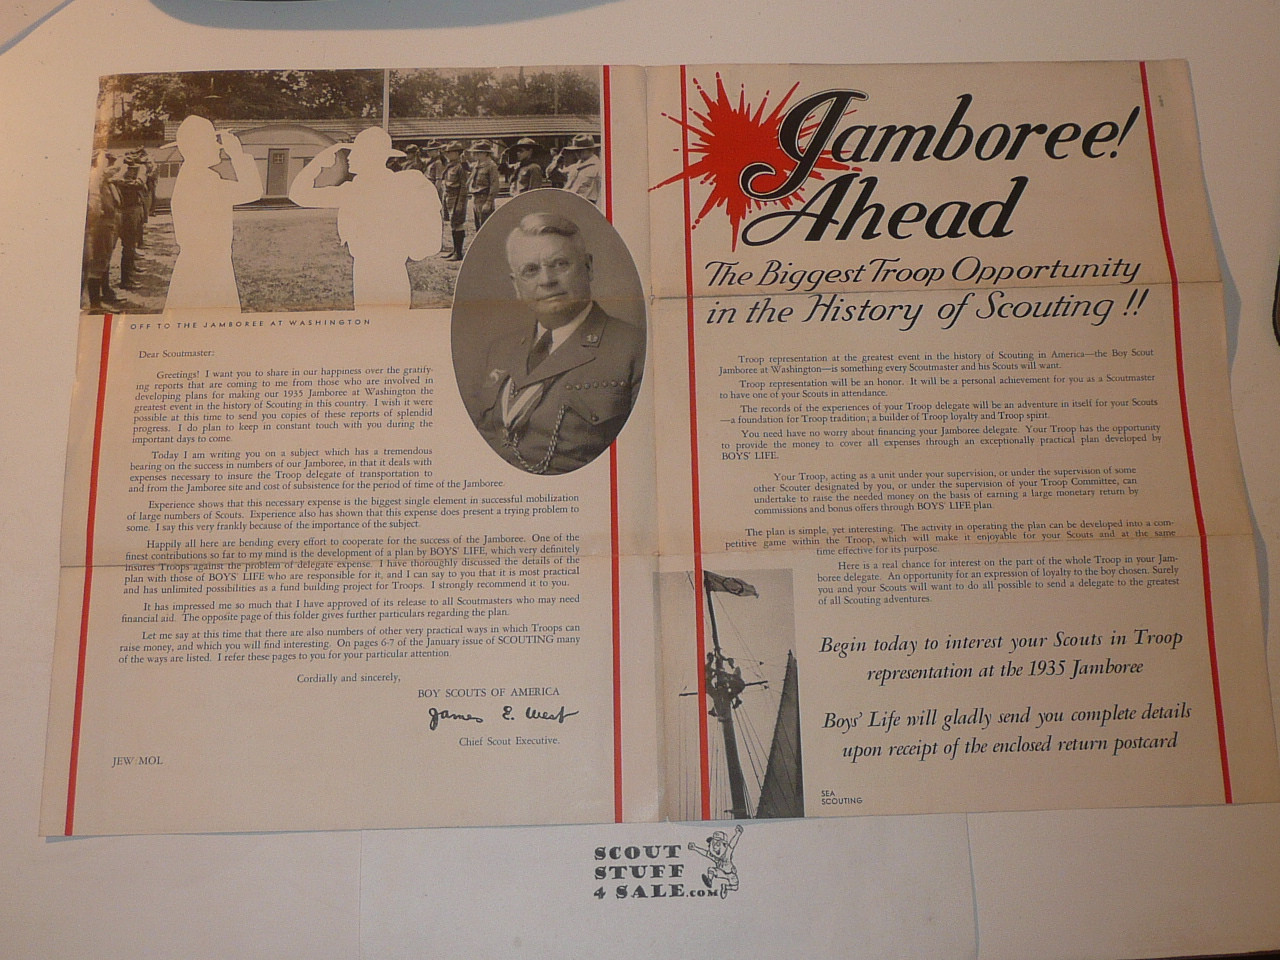 OFF TO THE JAMBOREE AT WASHINGTON
Dear Scoutmaster:
Greetings! I want you to share in our happiness over the gratify-
ing reports that are coming to me from those who are involved in
developing plans for making our 1935 Jamboree at Washington the
greatest event in the history of Scouting in this country. I wish it were
possible at this time to send you copies of these reports of splendid
progress. I do plan to keep in constant touch with you during the
important days to come.
Today I am writing you on a subject which has a tremendous
bearing on the success in numbers of our Jamboree, in that it deals with
expenses necessary to insure the Troop delegate of transportation to
and from the Jamboree site and cost of subsistence for the period of time of the Jamboree.
Experience shows that this necessary expense is the biggest single element in successful mobilization
of large numbers of Scouts. Experience also has shown that this expense does present a trying problem to
some. I say this very frankly because of the importance of the subject.
Happily all here are bending every effort to cooperate for the success of the Jamboree. One of the
finest contributions so far to my mind is the development of a plan by BOYS' LIFE, which very definitely
insures Troops against the problem of delegate expense. I have thoroughly discussed the details of the
plan with those of BOYS' LIFE who are responsible for it, and I can say to you that it is most practical
and has unlimited possibilities as a fund building project for Troops. I strongly recommend it to you.
It has impressed me so much that I have approved of its release to all Scoutmasters who may need
financial aid. The opposite page of this folder gives further particulars regarding the plan.
Let me say at this time that there are also numbers of other very practical ways in which Troops can
raise money, and which you will find interesting. On pages 6-7 of the January issue of SCOUTING many
of the ways are listed. I refer these pages to you for your particular attention.
Cordially and sincerely,
BOY SCOUTS OF AMERICA
James E. West
Chief Scout Executive.
JEW:MOL
Jamboree!
Ahead
The Biggest Troop Opportunity
in the History of Scouting!!
Troop representation at the greatest event in the history of Scouting in America—the Boy Scout
Jamboree at Washington—is something every Scoutmaster and his Scouts will want.
Troop representation will be an honor. It will be a personal achievement for you as a Scoutmaster
to have one of your Scouts in attendance.
The records of the experiences of your Troop delegate will be an adventure in itself for your Scouts
—a foundation for Troop tradition; a builder of Troop loyalty and Troop spirit.
You need have no worry about financing your Jamboree delegate. Your Troop has the opportunity
to provide the money to cover all expenses through an exceptionally practical plan developed by
BOYS' LIFE.
Your Troop, acting as a unit under your supervision, or under the supervision of some
other Scouter designated by you, or under the supervision of your Troop Committee, can
undertake to raise the needed money on the basis of earning a large monetary return by
commissions and bonus offers through BOYS' LIFE plan.
The plan is simple, yet interesting. The activity in operating the plan can be developed into a com-
petitive game within the Troop, which will make it enjoyable for your Scouts and at the same
time effective for its purpose.
Here is a real chance for interest on the part of the whole Troop in your Jam-
boree delegate. An opportunity for an expression of loyalty to the boy chosen. Surely
you and your Scouts will want to do all possible to send a delegate to the greatest
of all Scouting adventures.
Begin today to interest your Scouts in Troop
representation at the 1935 Jamboree
Boys' Life will gladly send you complete details
upon receipt of the enclosed return postcard
SEA
SCOUTING
SCOUT
STUFF
4 SALE.COM